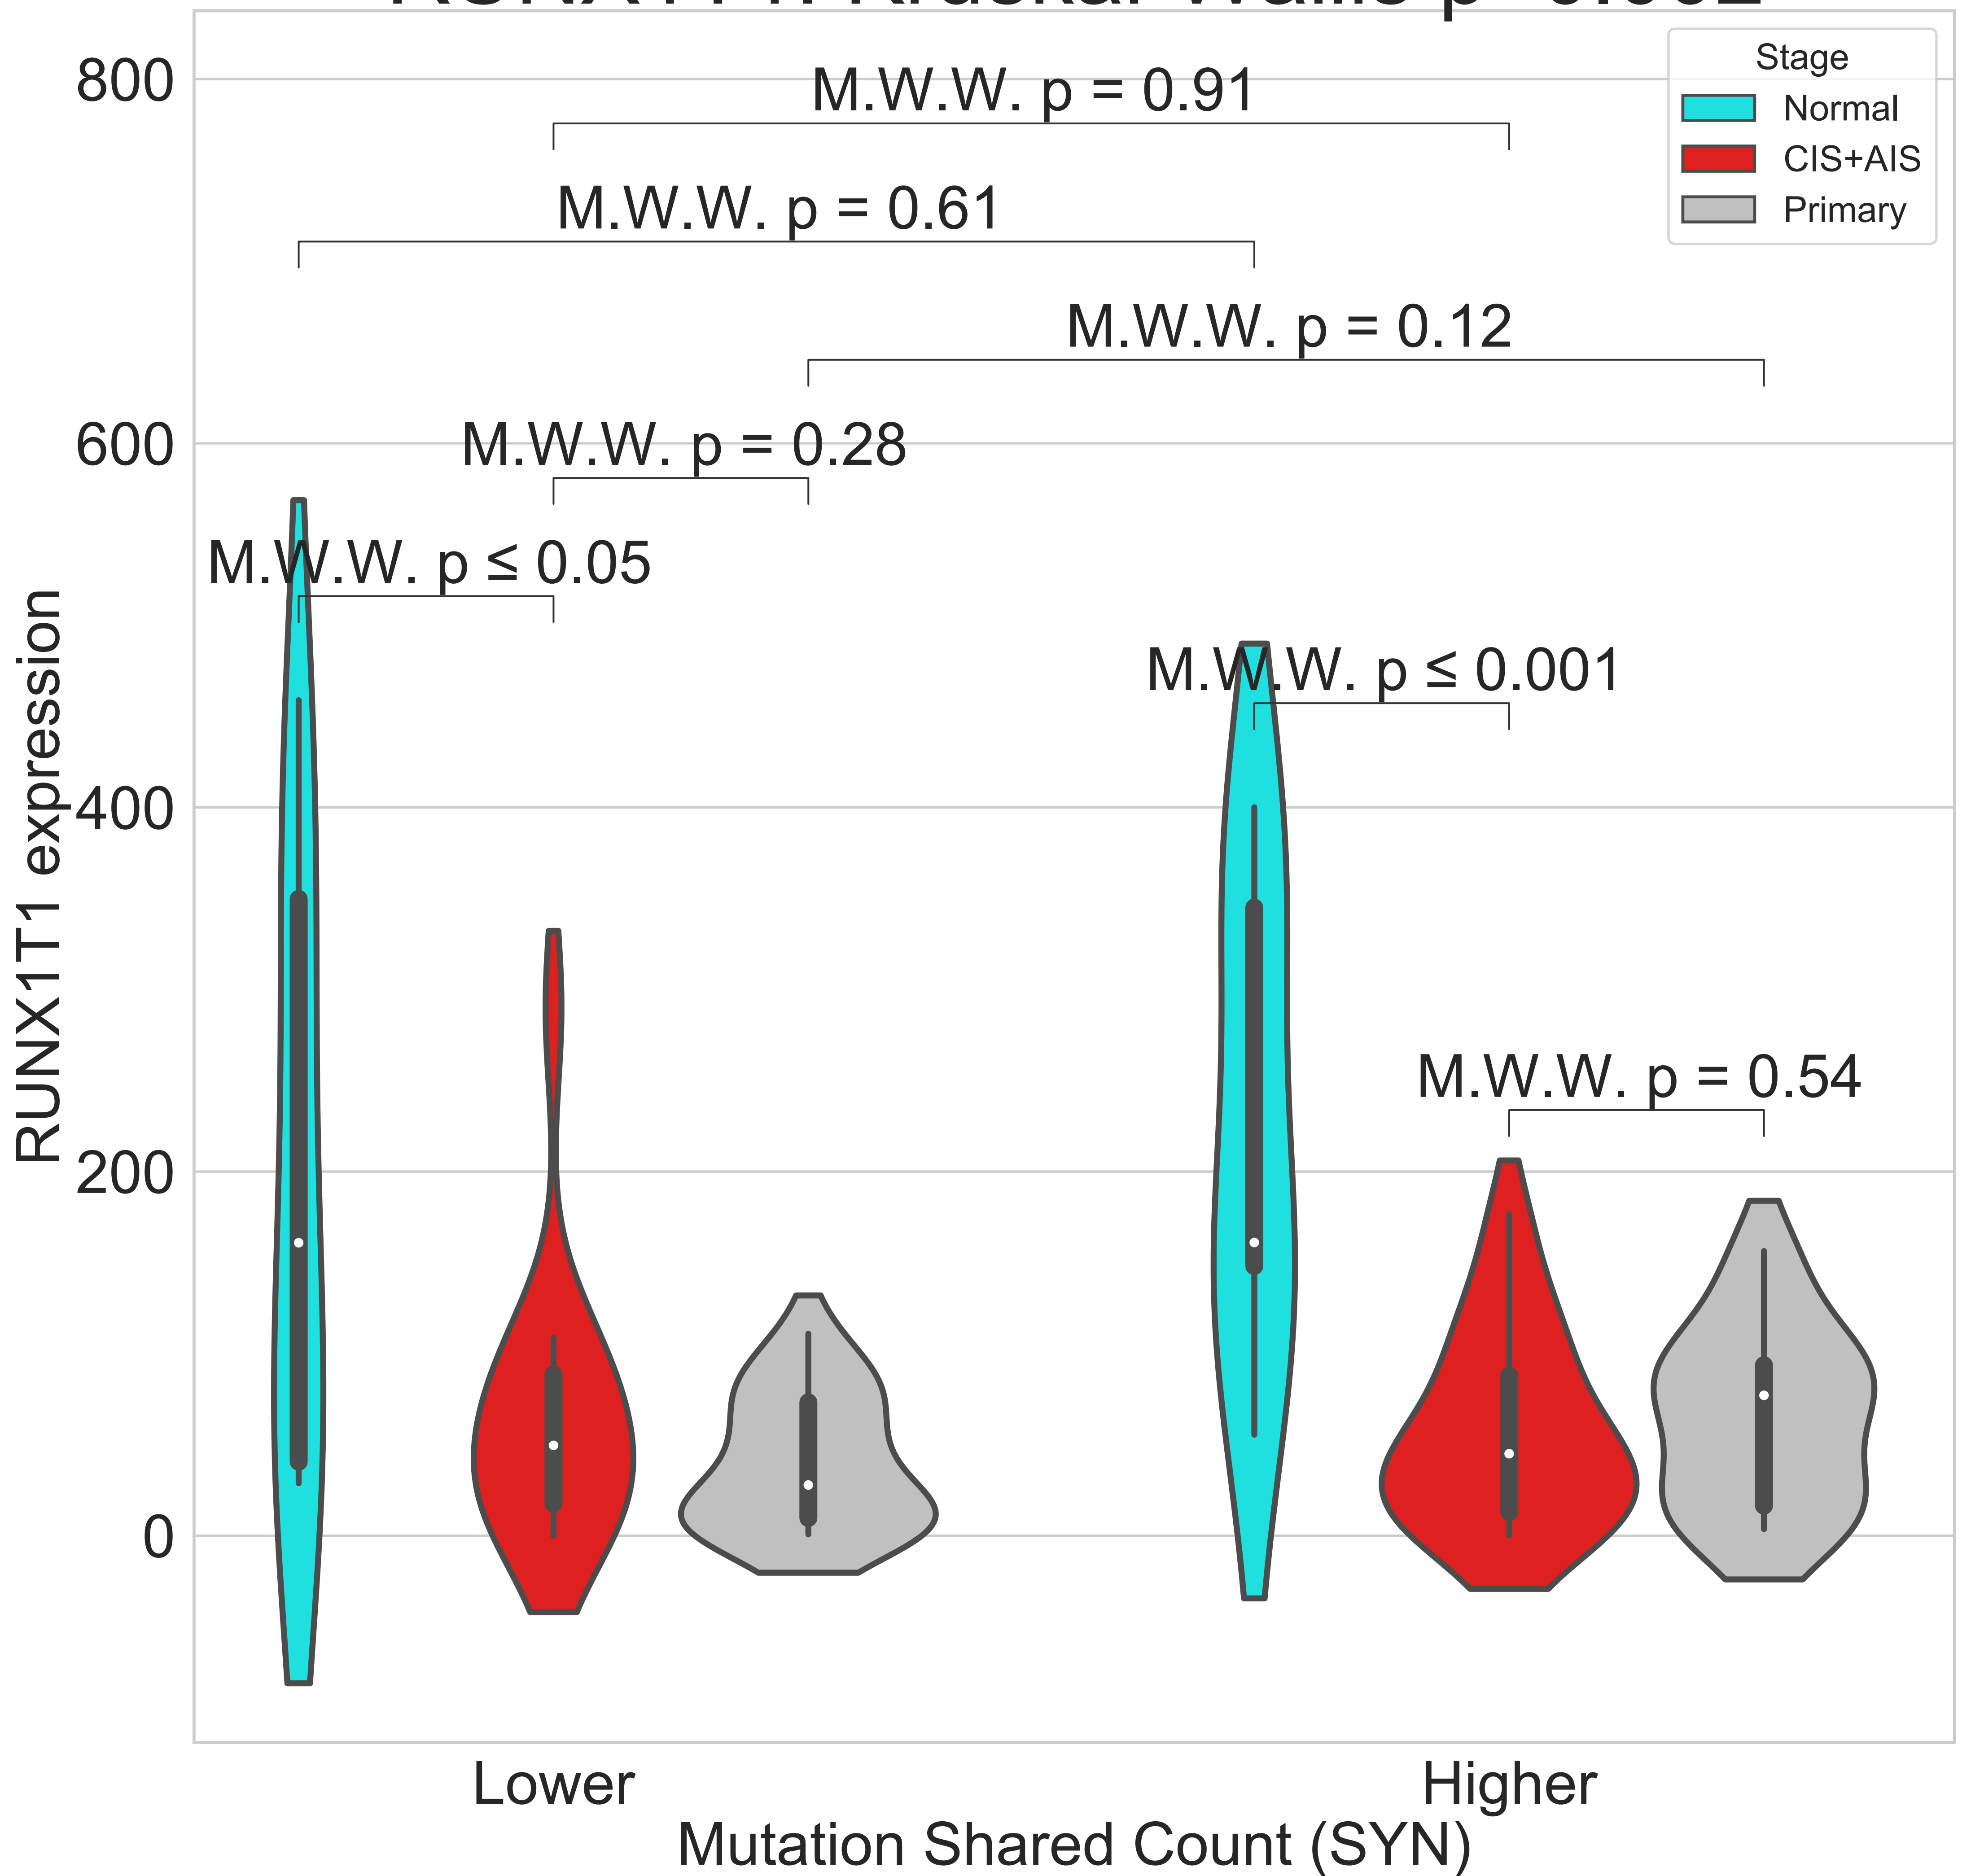 800
600
400
200
0
RUNX1T1 expression
M.W.W. p = 0.91
M.W.W. p = 0.61
M.W.W. p = 0.12
M.W.W. p = 0.28
M.W.W. p ≤ 0.05
M.W.W. p ≤ 0.001
M.W.W. p = 0.54
Stage
Normal
CIS+AIS
Primary
Lower
Higher
Mutation Shared Count (SYN)